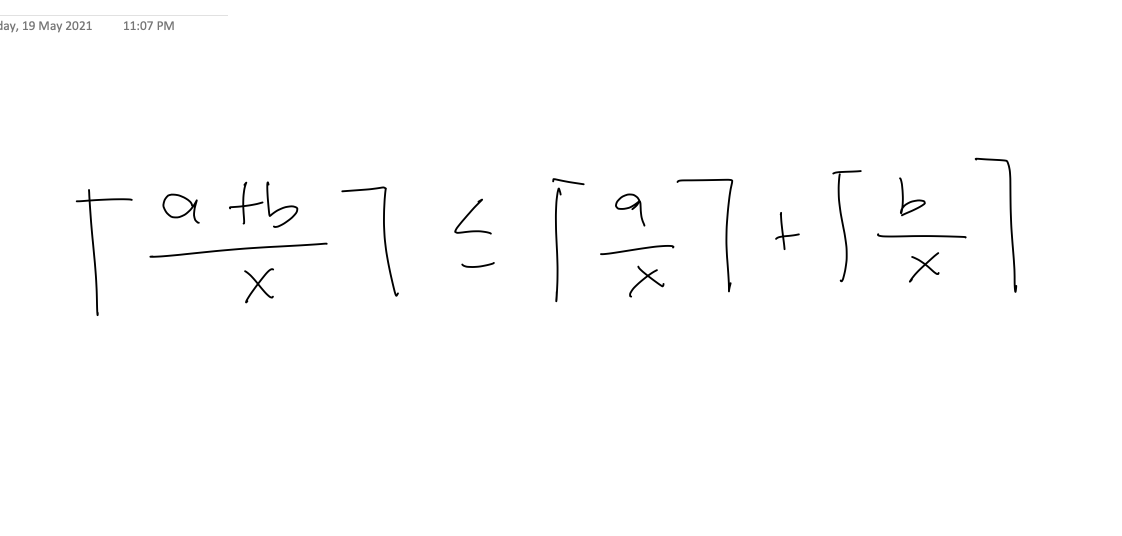 day, 19 May 2021 11:07 PM
⌈(a+b)/x⌉ ≤ ⌈a/x⌉ + ⌈b/x⌉